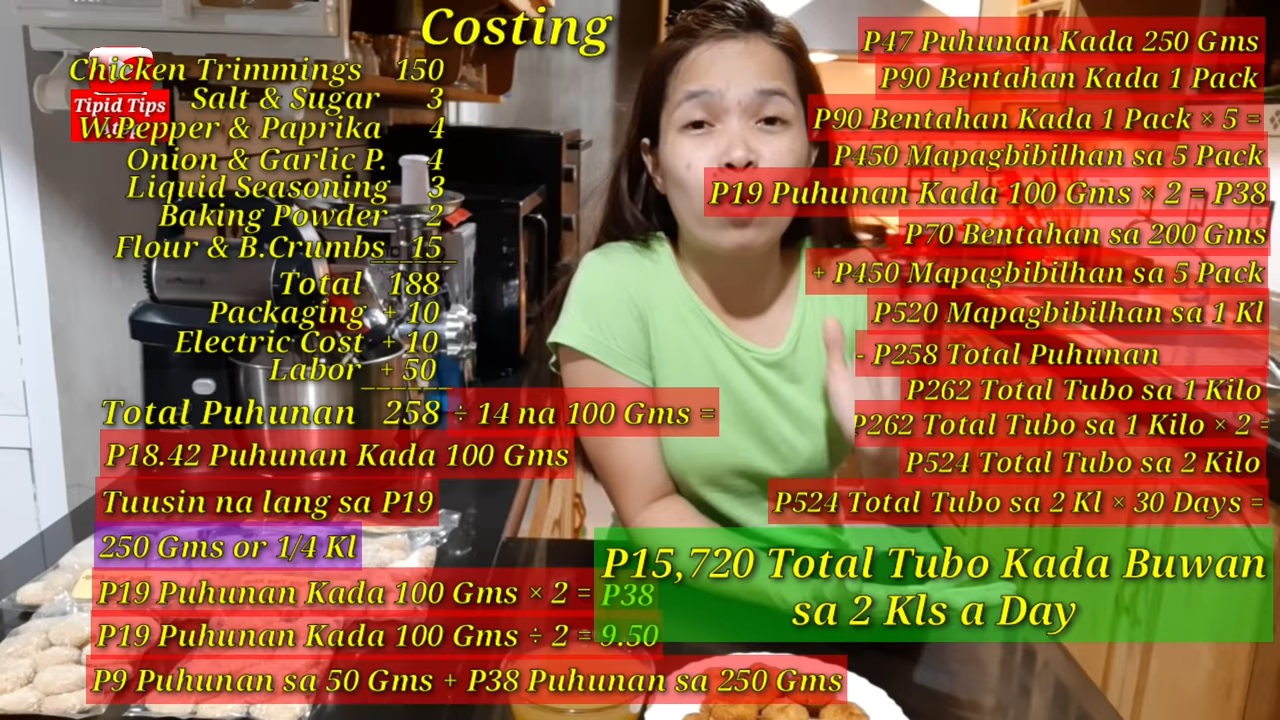 Costing
Chicken Trimmings 150
Tipid Tips
Salt & Sugar 3
W.Pepper & Paprika 4
Onion & Garlic P. 4
Liquid Seasoning 3
Baking Powder 2
Flour & B.Crumbs 15
Total 188
Packaging + 10
Electric Cost + 10
Labor + 50
Total Puhunan 258 ÷ 14 na 100 Gms =
P18.42 Puhunan Kada 100 Gms
Tuusin na lang sa P19
250 Gms or 1/4 Kl
P19 Puhunan Kada 100 Gms × 2 = P38
P19 Puhunan Kada 100 Gms ÷ 2 = 9.50
P9 Puhunan sa 50 Gms + P38 Puhunan sa 250 Gms
P47 Puhunan Kada 250 Gms
P90 Bentahan Kada 1 Pack
P90 Bentahan Kada 1 Pack × 5 =
P450 Mapagbibilhan sa 5 Pack
P19 Puhunan Kada 100 Gms × 2 = P38
P70 Bentahan sa 200 Gms
+ P450 Mapagbibilhan sa 5 Pack
P520 Mapagbibilhan sa 1 Kl
- P258 Total Puhunan
P262 Total Tubo sa 1 Kilo
P262 Total Tubo sa 1 Kilo × 2 =
P524 Total Tubo sa 2 Kilo
P524 Total Tubo sa 2 Kl × 30 Days =
P15,720 Total Tubo Kada Buwan
sa 2 Kls a Day